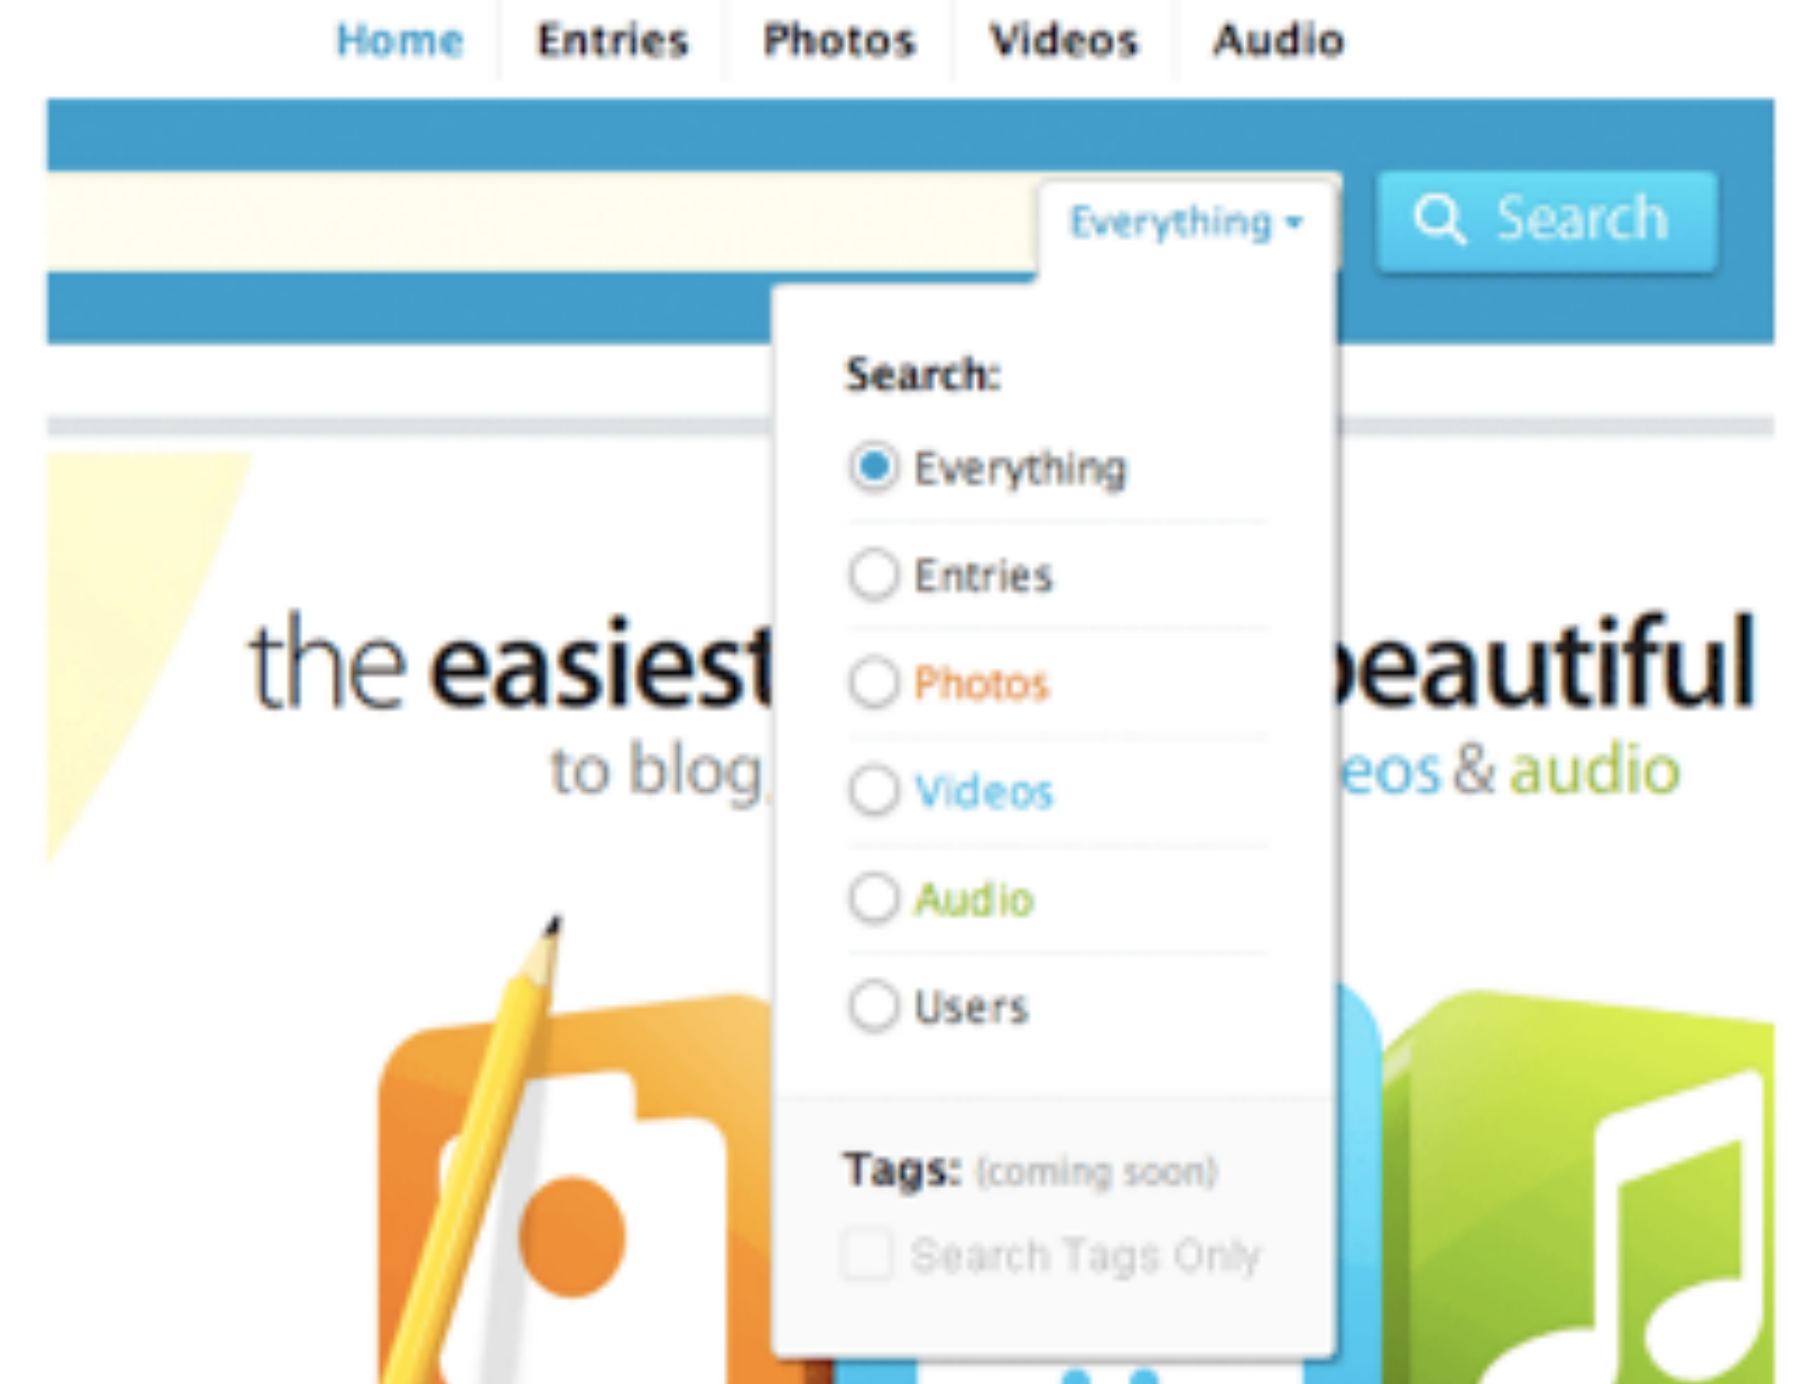 Home Entries Photos Videos Audio
Everything
Search
Search:
Everything
Entries
Photos
Videos
Audio
Users
Tags: (coming soon)
Search Tags Only
the easiest beautiful
to blog, & audio